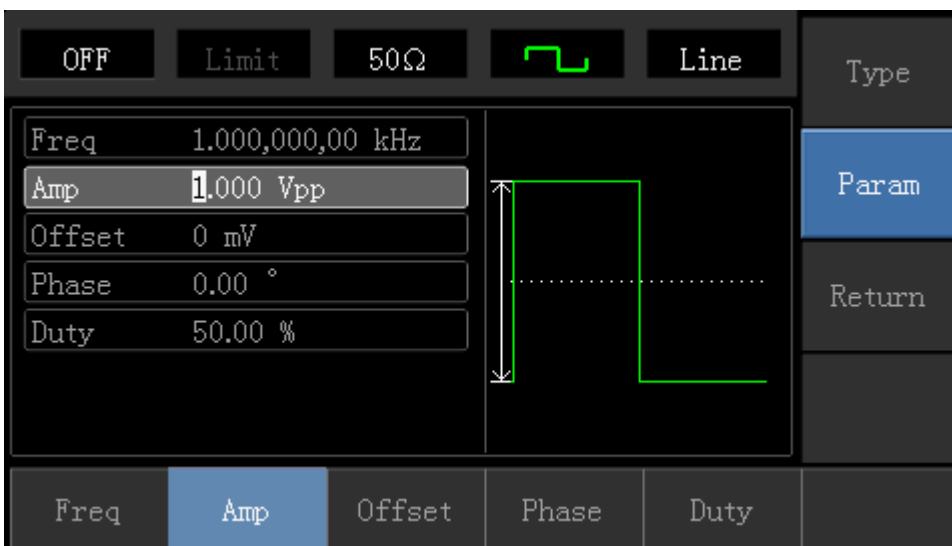 OFF Limit 50Ω Line
Type
Freq 1.000,000,00 kHz
Amp 1.000 Vpp
Param
Offset 0 mV
Phase 0.00 °
Return
Duty 50.00 %
Freq Amp Offset Phase Duty